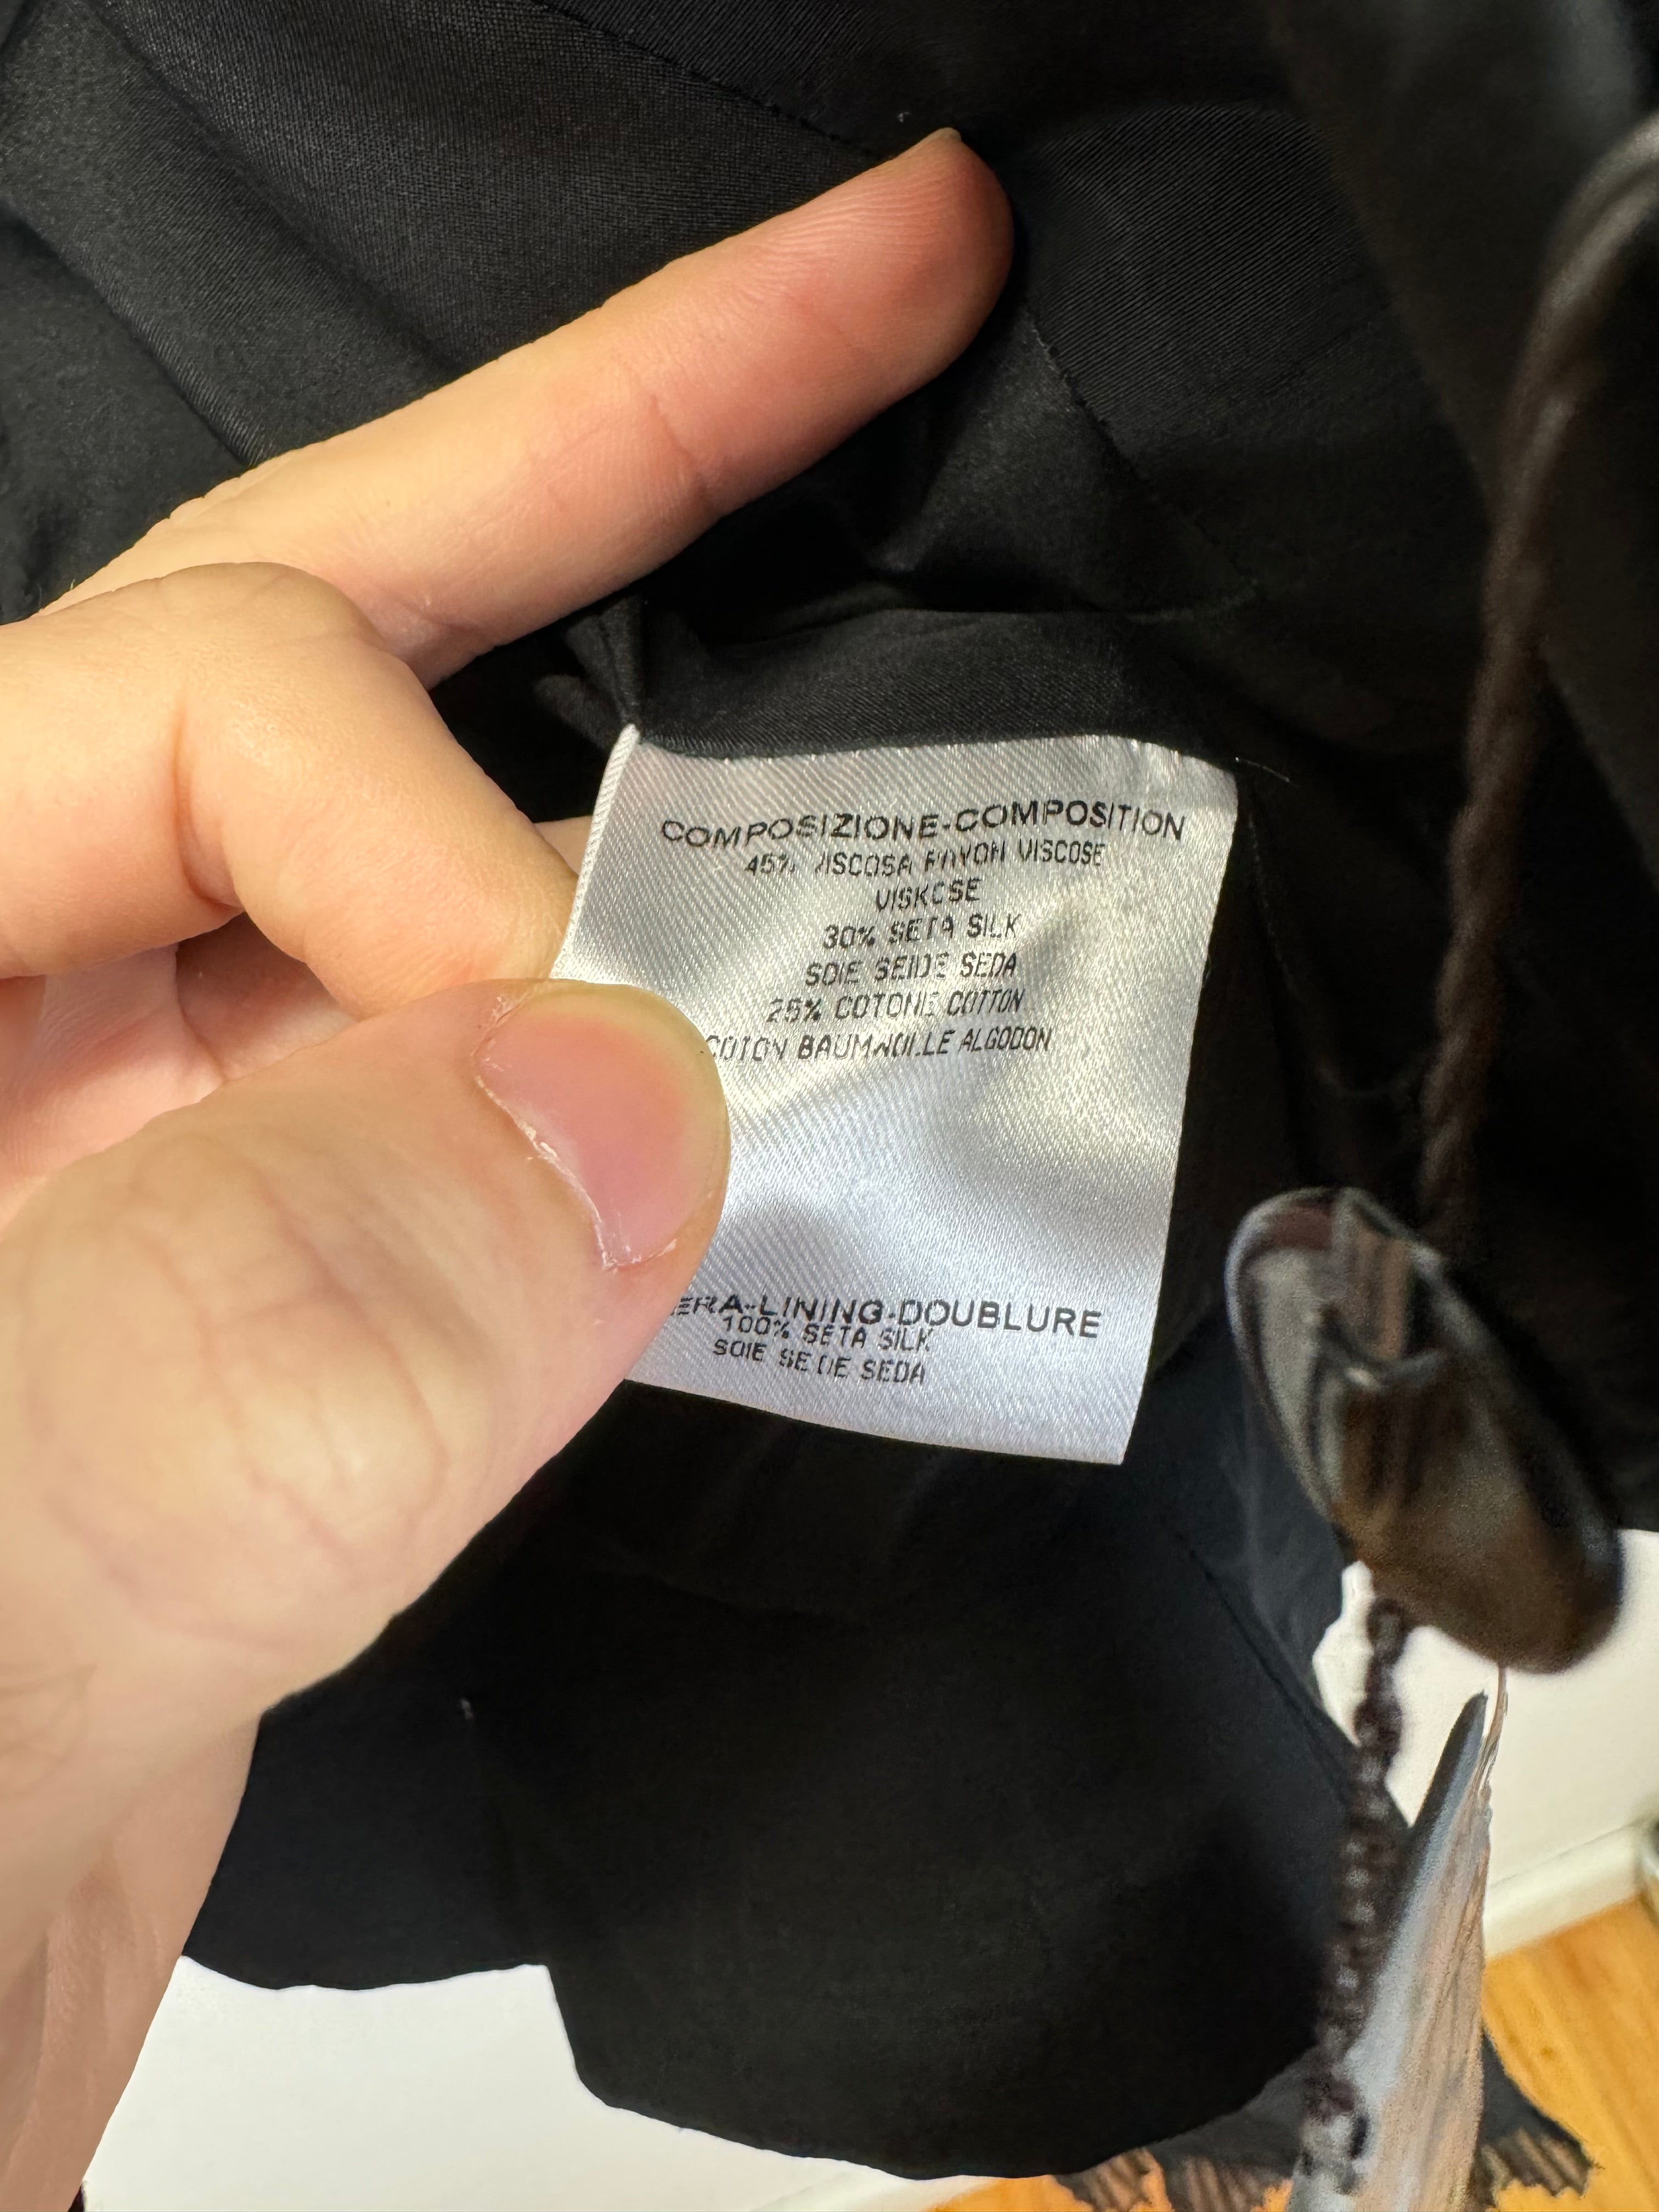 COMPOSIZIONE-COMPOSITION
45% VISCOSA RAYON VISCOSE
VISKOSE
30% SETA SILK
SOIE SEIDE SEDA
25% COTONE COTTON
COTON BAUMWOLLE ALGODON
ERA-LINING-DOUBLURE
100% SETA SILK
SOIE SEIDE SEDA